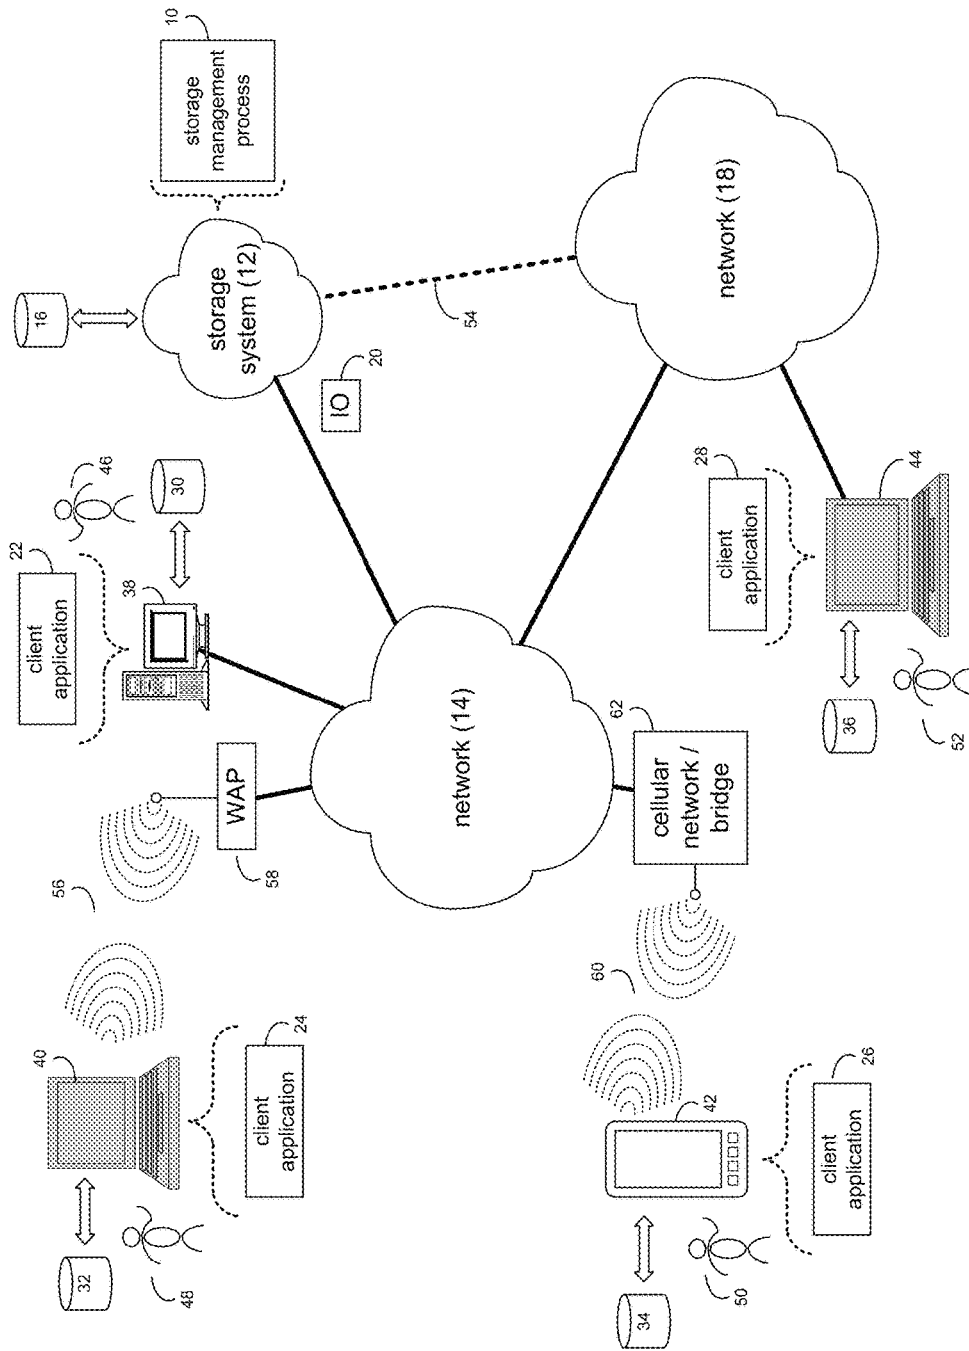 10
storage
management
process
16
storage
system (12)
IO
20
54
network (18)
22
client
application
46
30
38
28
client
application
44
36
52
network (14)
WAP
58
56
62
cellular
network /
bridge
60
40
24
client
application
32
48
42
26
client
application
34
50